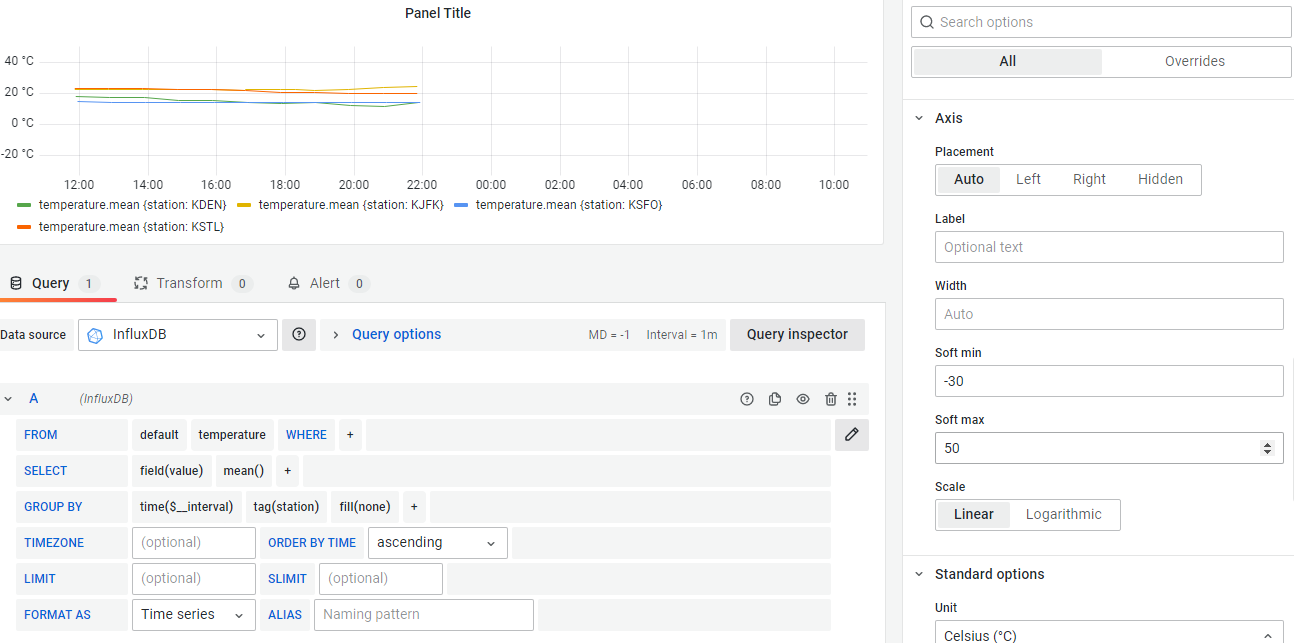 Panel Title
40 °C
20 °C
0 °C
-20 °C
12:00 14:00 16:00 18:00 20:00 22:00 00:00 02:00 04:00 06:00 08:00 10:00
temperature.mean {station: KDEN} temperature.mean {station: KJFK} temperature.mean {station: KSFO}
temperature.mean {station: KSTL}
Query 1 Transform 0 Alert 0
Data source InfluxDB Query options MD = -1 Interval = 1m Query inspector
A (InfluxDB)
FROM default temperature WHERE +
SELECT field(value) mean() +
GROUP BY time($__interval) tag(station) fill(none) +
TIMEZONE (optional) ORDER BY TIME ascending
LIMIT (optional) SLIMIT (optional)
FORMAT AS Time series ALIAS Naming pattern
Search options
All Overrides
Axis
Placement
Auto Left Right Hidden
Label
Optional text
Width
Auto
Soft min
-30
Soft max
50
Scale
Linear Logarithmic
Standard options
Unit
Celsius (°C)